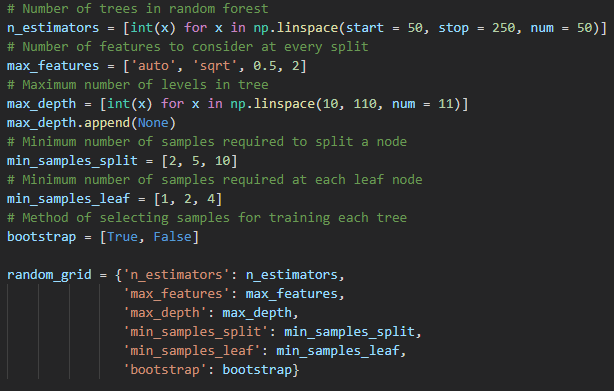 # Number of trees in random forest
n_estimators = [int(x) for x in np.linspace(start = 50, stop = 250, num = 50)]
# Number of features to consider at every split
max_features = ['auto', 'sqrt', 0.5, 2]
# Maximum number of levels in tree
max_depth = [int(x) for x in np.linspace(10, 110, num = 11)]
max_depth.append(None)
# Minimum number of samples required to split a node
min_samples_split = [2, 5, 10]
# Minimum number of samples required at each leaf node
min_samples_leaf = [1, 2, 4]
# Method of selecting samples for training each tree
bootstrap = [True, False]

random_grid = {'n_estimators': n_estimators,
               'max_features': max_features,
               'max_depth': max_depth,
               'min_samples_split': min_samples_split,
               'min_samples_leaf': min_samples_leaf,
               'bootstrap': bootstrap}